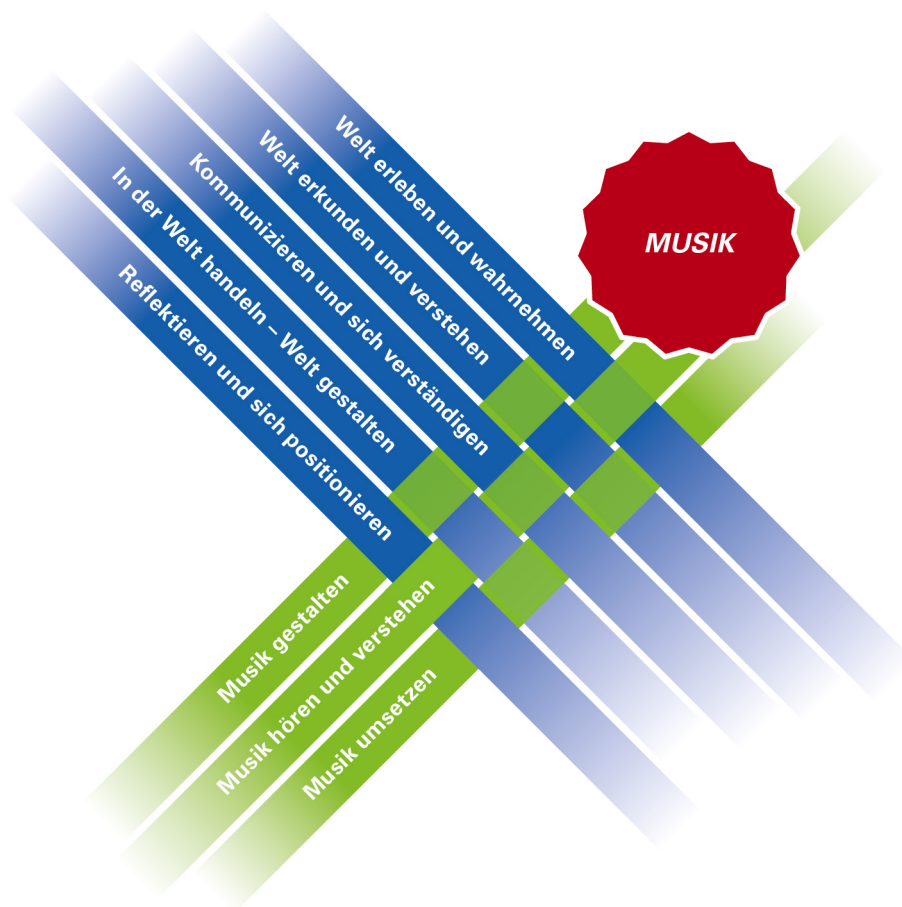 Welt erleben und wahrnehmen
Welt erkunden und verstehen
Kommunizieren und sich verständigen
In der Welt handeln – Welt gestalten
Reflektieren und sich positionieren
MUSIK
Musik gestalten
Musik hören und verstehen
Musik umsetzen